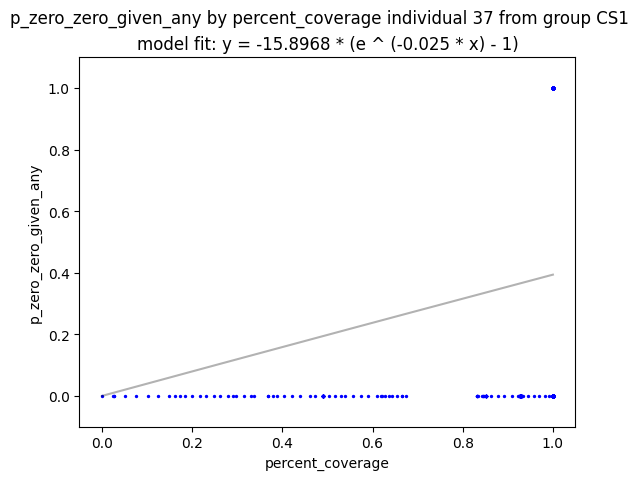 p_zero_zero_given_any by percent_coverage individual 37 from group CS1
model fit: y = -15.8968 * (e ^ (-0.025 * x) - 1)
1.0
0.8
0.6
0.4
0.2
0.0
p_zero_zero_given_any
0.0 0.2 0.4 0.6 0.8 1.0
percent_coverage